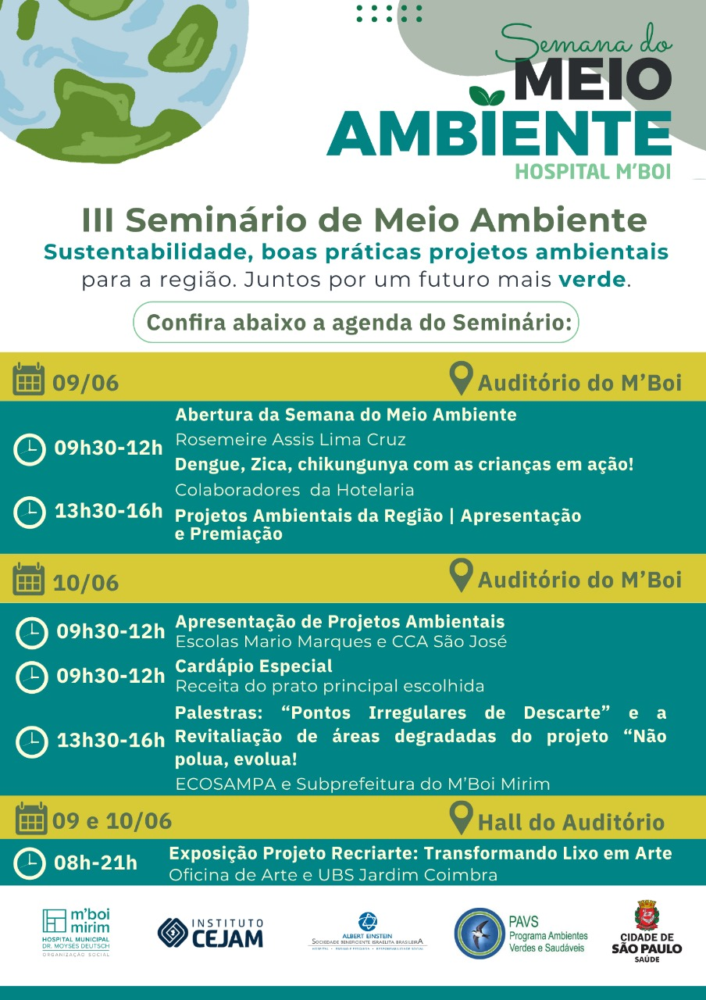 Semana do
MEIO
AMBIENTE
HOSPITAL M'BOI
III Seminário de Meio Ambiente
Sustentabilidade, boas práticas projetos ambientais
para a região. Juntos por um futuro mais verde.
Confira abaixo a agenda do Seminário:
09/06
Auditório do M'Boi
09h30-12h
Abertura da Semana do Meio Ambiente
Rosemeire Assis Lima Cruz
Dengue, Zica, chikungunya com as crianças em ação!
Colaboradores da Hotelaria
13h30-16h
Projetos Ambientais da Região | Apresentação
e Premiação
10/06
Auditório do M'Boi
09h30-12h
Apresentação de Projetos Ambientais
Escolas Mario Marques e CCA São José
09h30-12h
Cardápio Especial
Receita do prato principal escolhida
13h30-16h
Palestras: “Pontos Irregulares de Descarte” e a
Revitaliação de áreas degradadas do projeto “Não
polua, evolua!
ECOSAMPA e Subprefeitura do M'Boi Mirim
09 e 10/06
Hall do Auditório
08h-21h
Exposição Projeto Recriarte: Transformando Lixo em Arte
Oficina de Arte e UBS Jardim Coimbra
m'boi
mirim
HOSPITAL MUNICIPAL
DR. MOYSÉS DEUTSCH
ORGANIZAÇÃO SOCIAL
INSTITUTO
CEJAM
ALBERT EINSTEIN
SOCIEDADE BENEFICENTE ISRAELITA BRASILEIRA
HOSPITAL • ENSINO E PESQUISA • RESPONSABILIDADE SOCIAL
PAVS
Programa Ambientes
Verdes e Saudáveis
CIDADE DE
SÃO PAULO
SAÚDE